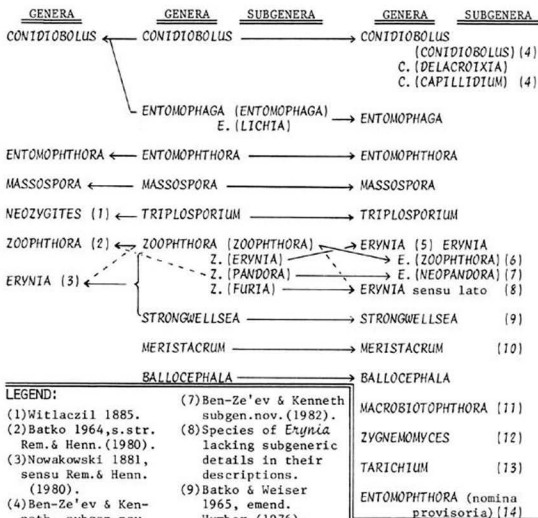 GENERA GENERA SUBGENERA GENERA SUBGENERA
CONIDIOBOLUS CONIDIOBOLUS CONIDIOBOLUS
(CONIDIOBOLUS)(4)
C.(DELACROIXIA)
C.(CAPILLIDIUM)(4)
ENTOMOPHAGA (ENTOMOPHAGA)
E.(LICHIA) ENTOMOPHAGA
ENTOMOPHTHORA ENTOMOPHTHORA ENTOMOPHTHORA
MASSOSPORA MASSOSPORA MASSOSPORA
NEOZYGITES (1) TRIPLOSPORIUM TRIPLOSPORIUM
ZOOPHTHORA (2) ZOOPHTHORA (ZOOPHTHORA) ERYNIA (5) ERYNIA
Z.(ERYNIA) E.(ZOOPHTHORA)(6)
ERYNIA (3) Z.(PANDORA) E.(NEOPANDORA)(7)
Z.(FURIA) ERYNIA sensu lato (8)
STRONGWELLSEA STRONGWELLSEA (9)
MERISTACRUM MERISTACRUM (10)
BALLOCEPHALA BALLOCEPHALA
MACROBIOTOPHTHORA (11)
ZYGNEMOMYCES (12)
TARICHIUM (13)
ENTOMOPHTHORA (nomina
provisoria)(14)
LEGEND:
(1)Witlaczil 1885.
(2)Batko 1964,s.str.
Rem.& Henn.(1980).
(3)Nowakowski 1881,
sensu Rem.& Henn.
(1980).
(4)Ben-Ze'ev & Ken-
(7)Ben-Ze'ev & Kenneth
subgen.nov.(1982).
(8)Species of Erynia
lacking subgeneric
details in their
descriptions.
(9)Batko & Weiser
1965, emend.